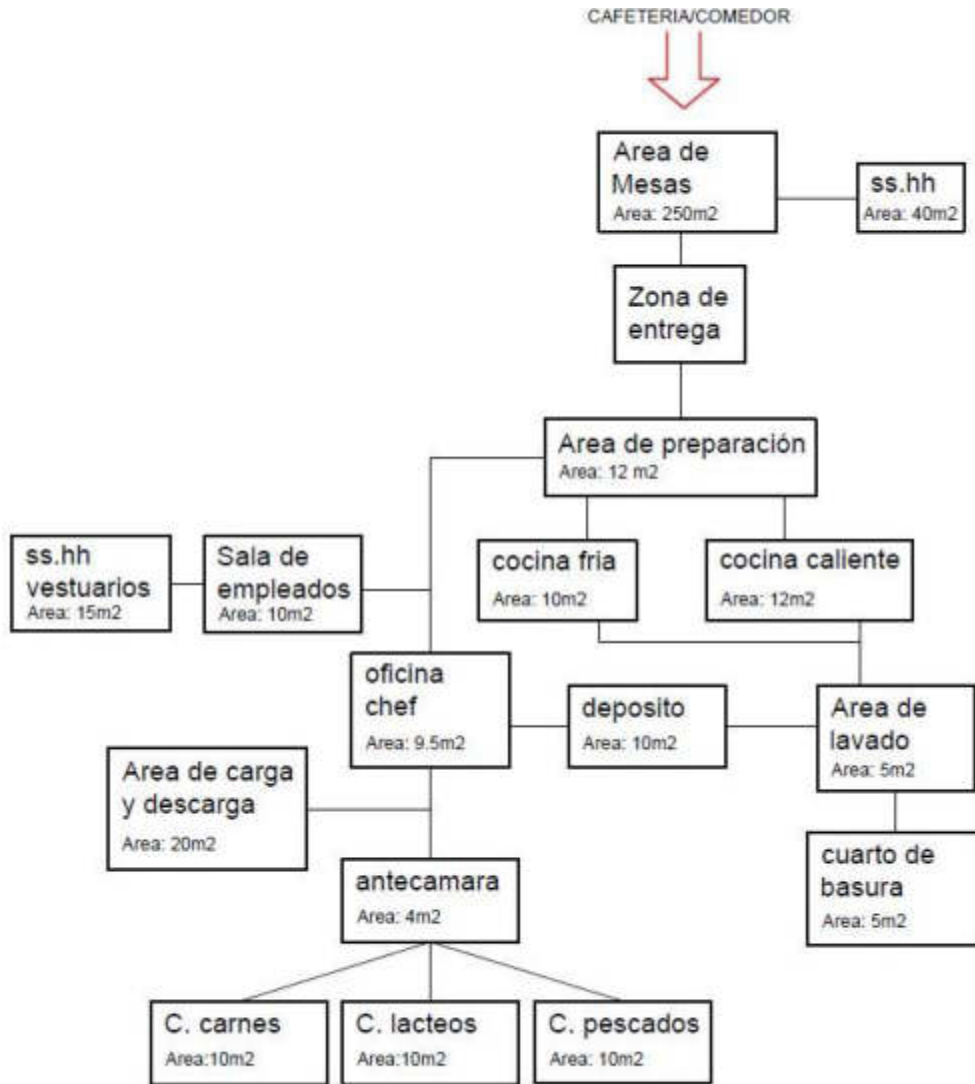 CAFETERIA/COMEDOR
Area de
Mesas
Area: 250m2
ss.hh
Area: 40m2
Zona de
entrega
Area de preparación
Area: 12 m2
ss.hh
vestuarios
Area: 15m2
Sala de
empleados
Area: 10m2
cocina fria
Area: 10m2
cocina caliente
Area: 12m2
oficina
chef
Area: 9.5m2
deposito
Area: 10m2
Area de
lavado
Area: 5m2
Area de carga
y descarga
Area: 20m2
cuarto de
basura
Area: 5m2
antecamara
Area: 4m2
C. carnes
Area:10m2
C. lacteos
Area:10m2
C. pescados
Area: 10m2